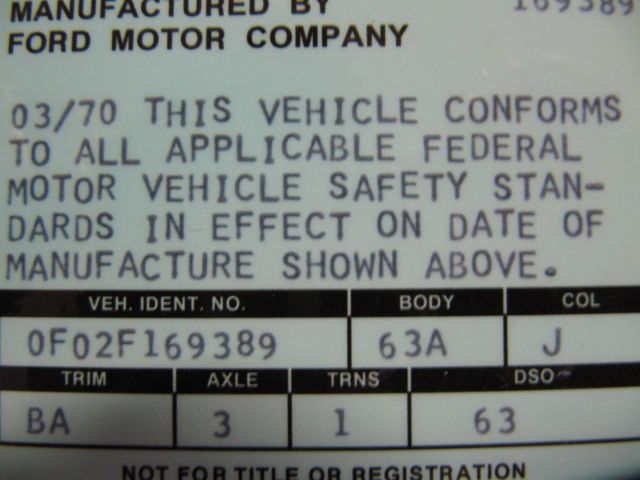 MANUFACTURED BY 169389
FORD MOTOR COMPANY
03/70 THIS VEHICLE CONFORMS
TO ALL APPLICABLE FEDERAL
MOTOR VEHICLE SAFETY STAN-
DARDS IN EFFECT ON DATE OF
MANUFACTURE SHOWN ABOVE.
VEH. IDENT. NO. BODY COL
0F02F169389 63A J
TRIM AXLE TRNS DSO
BA 3 1 63
NOT FOR TITLE OR REGISTRATION